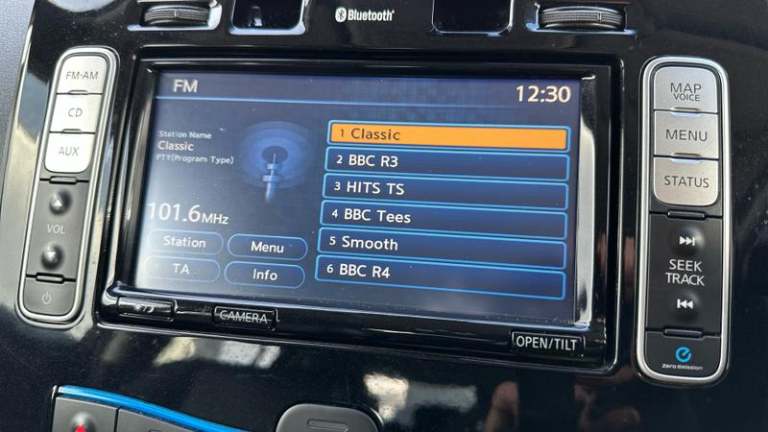 Bluetooth
FM-AM
CD
AUX
VOL
FM
12:30
Station Name
Classic
PTY(Program Type)
101.6MHz
Station
Menu
TA
Info
1 Classic
2 BBC R3
3 HITS TS
4 BBC Tees
5 Smooth
6 BBC R4
MAP
VOICE
MENU
STATUS
SEEK
TRACK
Zero Emission
CAMERA
OPEN/TILT